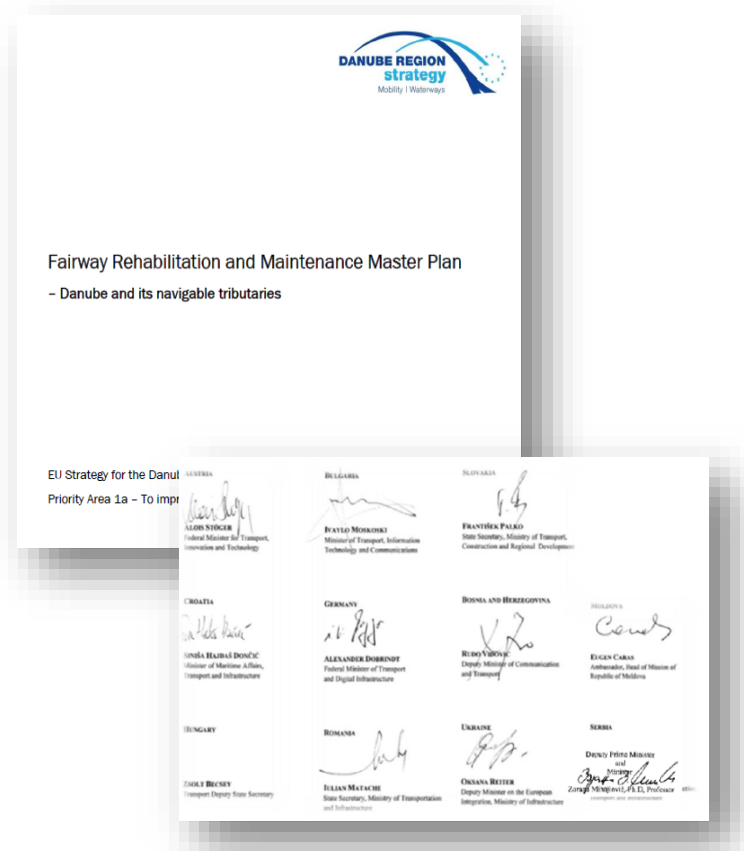 DANUBE REGION
strategy
Mobility | Waterways
Fairway Rehabilitation and Maintenance Master Plan
– Danube and its navigable tributaries
EU Strategy for the Danu
Priority Area 1a – To imp
AUSTRIA
ALOIS STÖGER
Federal Minister for Transport,
Innovation and Technology
BULGARIA
IVAYLO MOSKOSKI
Minister of Transport, Information
Technology and Communications
SLOVAKIA
FRANTIŠEK PALKO
State Secretary, Ministry of Transport,
Construction and Regional Development
CROATIA
SINIŠA HAJDAŠ DONČIĆ
Minister of Maritime Affairs,
Transport and Infrastructure
GERMANY
ALEXANDER DOBRINDT
Federal Minister of Transport
and Digital Infrastructure
BOSNIA AND HERZEGOVINA
RUDO VIDOVIĆ
Deputy Minister of Communication
and Transport
MOLDOVA
EUGEN CARAS
Ambassador, Head of Mission of
Republic of Moldova
HUNGARY
ZSOLT BECSEY
Transport Deputy State Secretary
ROMANIA
IULIAN MATACHE
State Secretary, Ministry of Transportation
and Infrastructure
UKRAINE
OKSANA REITER
Deputy Minister on the European
Integration, Ministry of Infrastructure
SERBIA
Deputy Prime Minister
and
Minister
Zorana Mihajlović, Ph.D, Professor